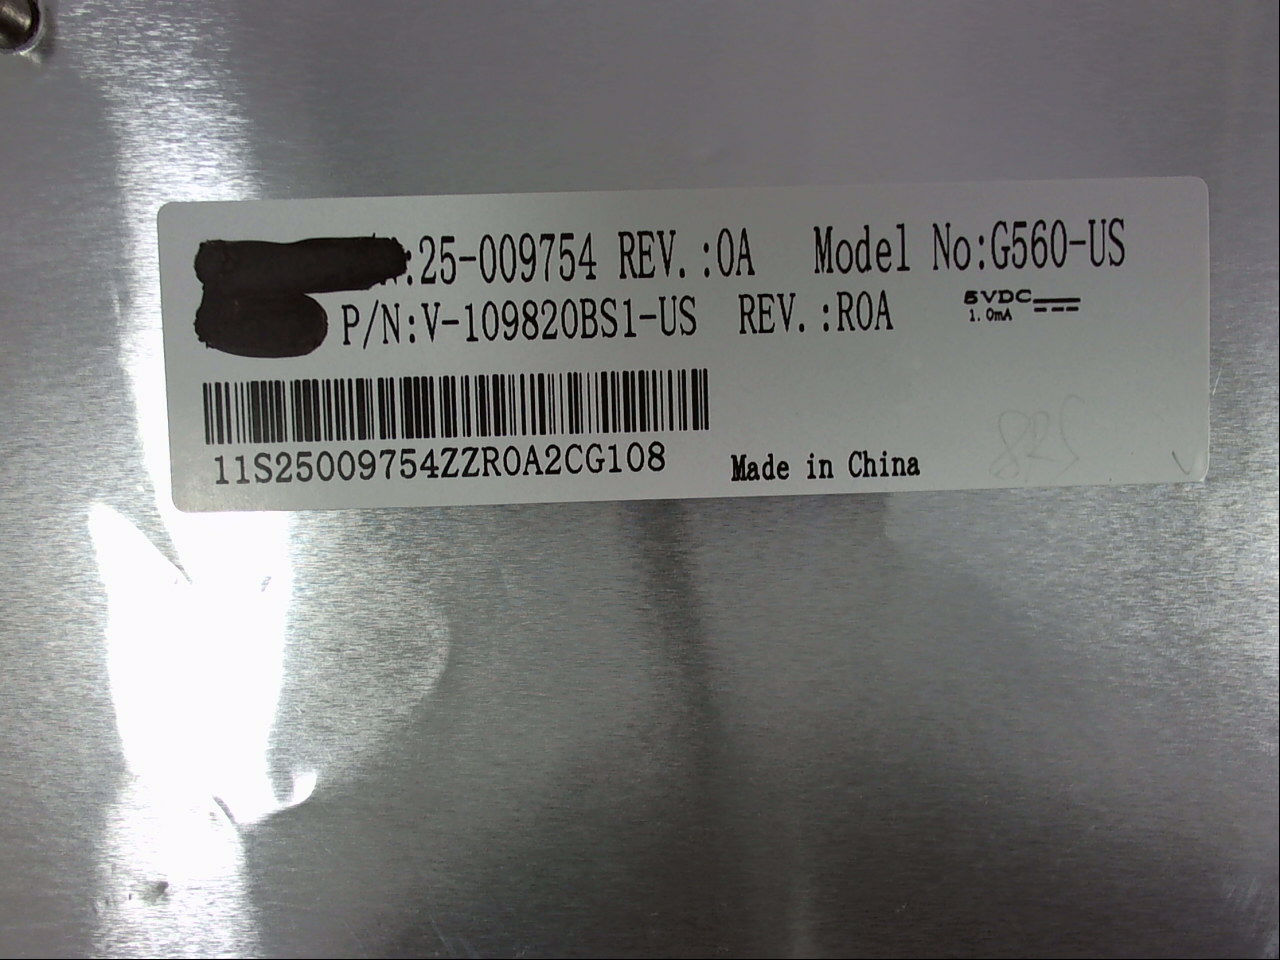 :25-009754 REV.:0A Model No:G560-US
P/N:V-109820BS1-US REV.:R0A 5VDC
1.0mA
11S25009754ZZR0A2CG108
Made in China